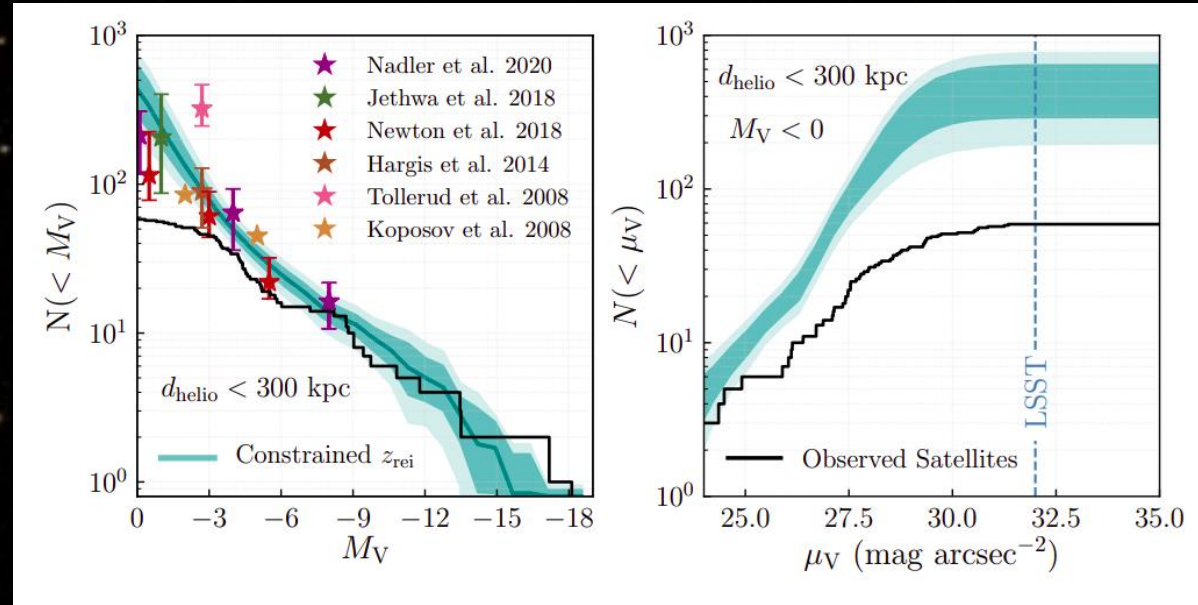 10³
10²
10¹
10⁰
N(< M_V)
Nadler et al. 2020
Jethwa et al. 2018
Newton et al. 2018
Hargis et al. 2014
Tollerud et al. 2008
Koposov et al. 2008
d_helio < 300 kpc
Constrained z_rei
0 −3 −6 −9 −12 −15 −18
M_V
10³
10²
10¹
10⁰
N(< μ_V)
d_helio < 300 kpc
M_V < 0
LSST
Observed Satellites
25.0 27.5 30.0 32.5 35.0
μ_V (mag arcsec⁻²)